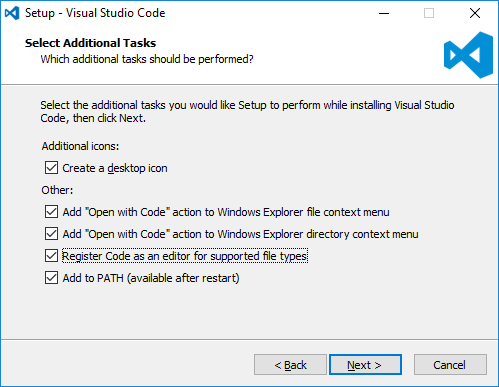 Setup - Visual Studio Code
Select Additional Tasks
Which additional tasks should be performed?
Select the additional tasks you would like Setup to perform while installing Visual Studio
Code, then click Next.
Additional icons:
Create a desktop icon
Other:
Add "Open with Code" action to Windows Explorer file context menu
Add "Open with Code" action to Windows Explorer directory context menu
Register Code as an editor for supported file types
Add to PATH (available after restart)
< Back
Next >
Cancel